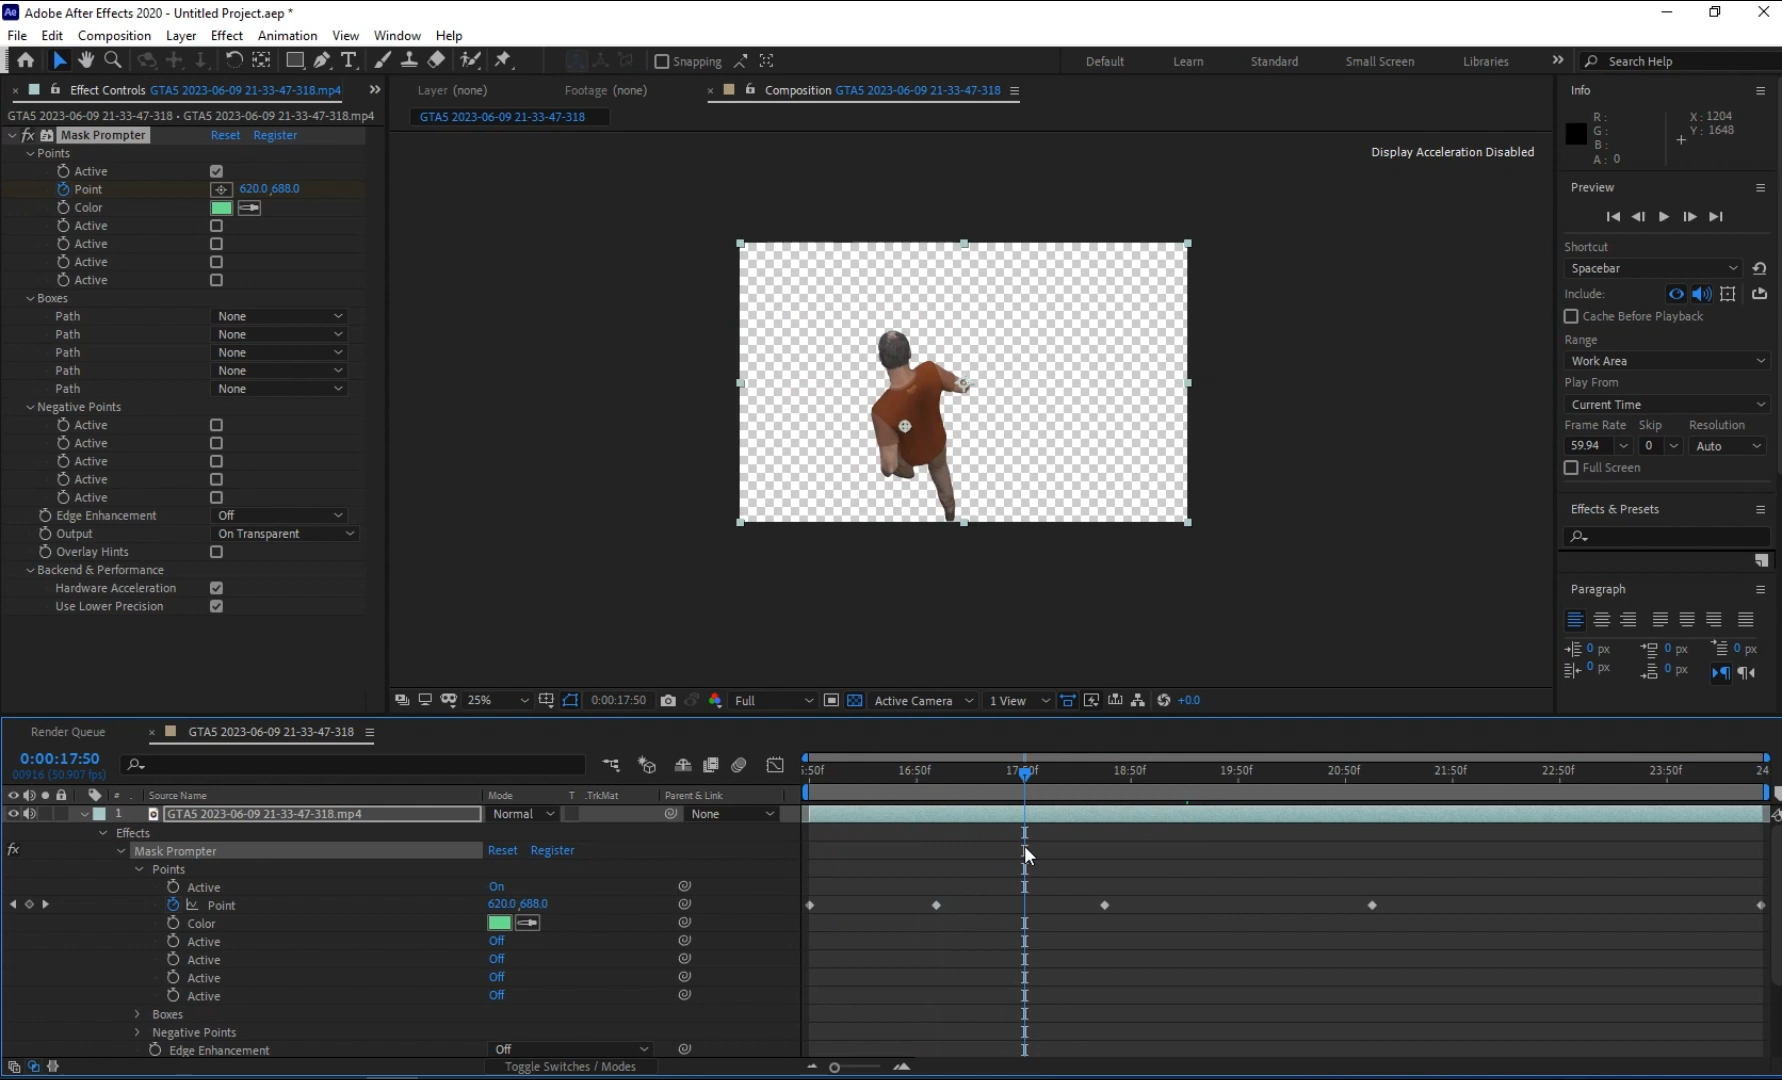 Ae Adobe After Effects 2020 - Untitled Project.aep *
File Edit Composition Layer Effect Animation View Window Help
T Snapping Default Learn Standard Small Screen Libraries » Search Help
× Effect Controls GTA5 2023-06-09 21-33-47-318.mp4 »
GTA5 2023-06-09 21-33-47-318 • GTA5 2023-06-09 21-33-47-318.mp4
fx Mask Prompter Reset Register
Points
Active
Point 620.0,688.0
Color
Active
Active
Active
Active
Boxes
Path None
Path None
Path None
Path None
Path None
Negative Points
Active
Active
Active
Active
Active
Edge Enhancement Off
Output On Transparent
Overlay Hints
Backend & Performance
Hardware Acceleration
Use Lower Precision
Layer (none) Footage (none) × Composition GTA5 2023-06-09 21-33-47-318
GTA5 2023-06-09 21-33-47-318
Display Acceleration Disabled
25% 0:00:17:50 Full Active Camera 1 View +0.0
Info
R: X: 1204
G: Y: 1648
B:
A: 0
Preview
Shortcut
Spacebar
Include:
Cache Before Playback
Range
Work Area
Play From
Current Time
Frame Rate Skip Resolution
59.94 0 Auto
Full Screen
Effects & Presets
Paragraph
0 px 0 px 0 px
0 px 0 px
Render Queue × GTA5 2023-06-09 21-33-47-318
0:00:17:50
00916 (50.907 fps)
:50f 16:50f 17:50f 18:50f 19:50f 20:50f 21:50f 22:50f 23:50f 24
# Source Name Mode T .TrkMat Parent & Link
1 GTA5 2023-06-09 21-33-47-318.mp4 Normal None
Effects
fx Mask Prompter Reset Register
Points
Active On
Point 620.0,688.0
Color
Active Off
Active Off
Active Off
Active Off
Boxes
Negative Points
Edge Enhancement Off
Toggle Switches / Modes